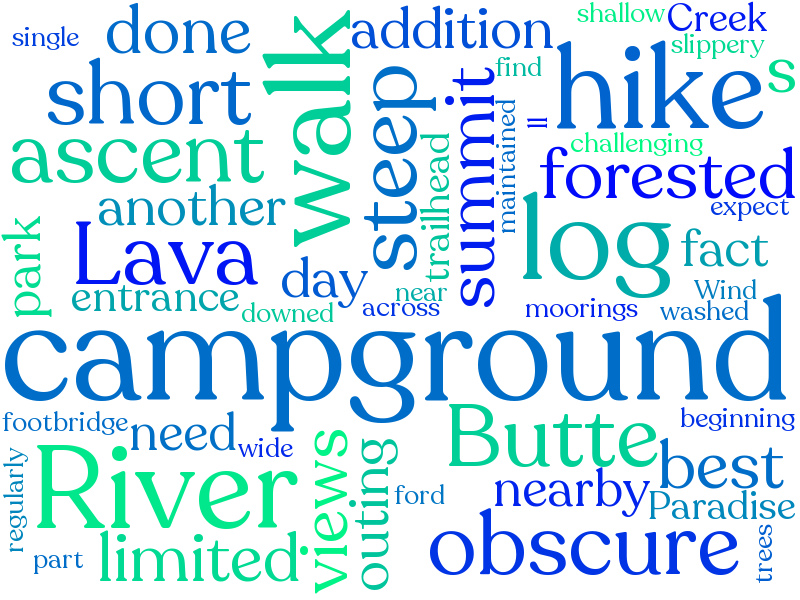 single
done
addition
shallow
Creek
slippery
find
s
short
walk
hike
steep
summit
ll
challenging
ascent
forested
maintained
trailhead
another
expect
park
Lava
log
fact
day
entrance
near
Wind
downed
across
moorings
washed
campground
footbridge
need
wide
Butte
beginning
River
views
outing
best
regularly
nearby
ford
Paradise
obscure
limited
part
trees